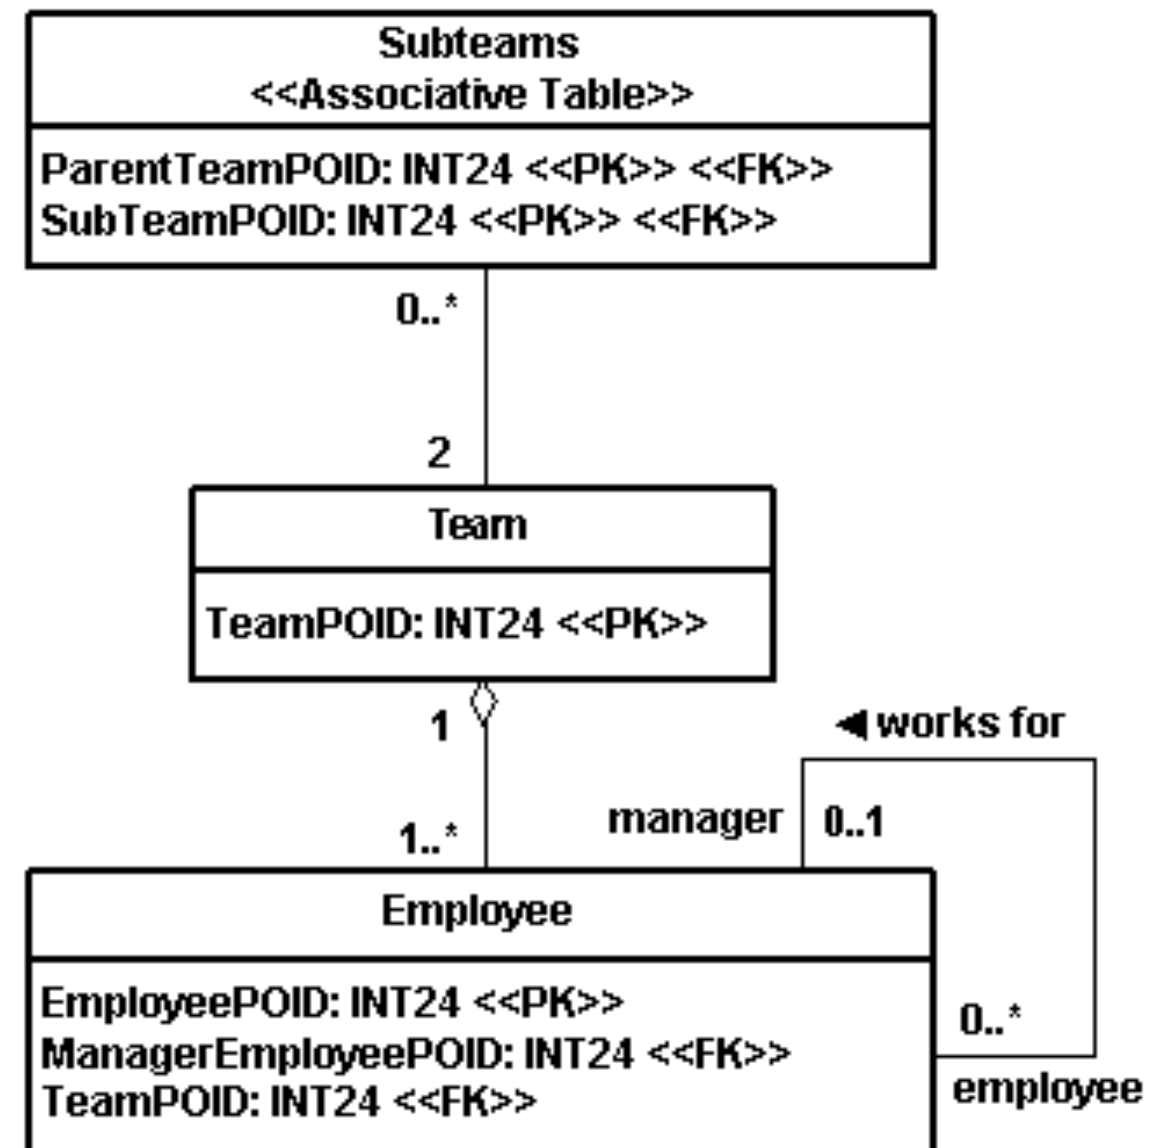 Subteams
<<Associative Table>>
ParentTeamPOID: INT24 <<PK>> <<FK>>
SubTeamPOID: INT24 <<PK>> <<FK>>
0..*
2
Team
TeamPOID: INT24 <<PK>>
1
◀ works for
manager
0..1
1..*
Employee
EmployeePOID: INT24 <<PK>>
ManagerEmployeePOID: INT24 <<FK>>
TeamPOID: INT24 <<FK>>
0..*
employee